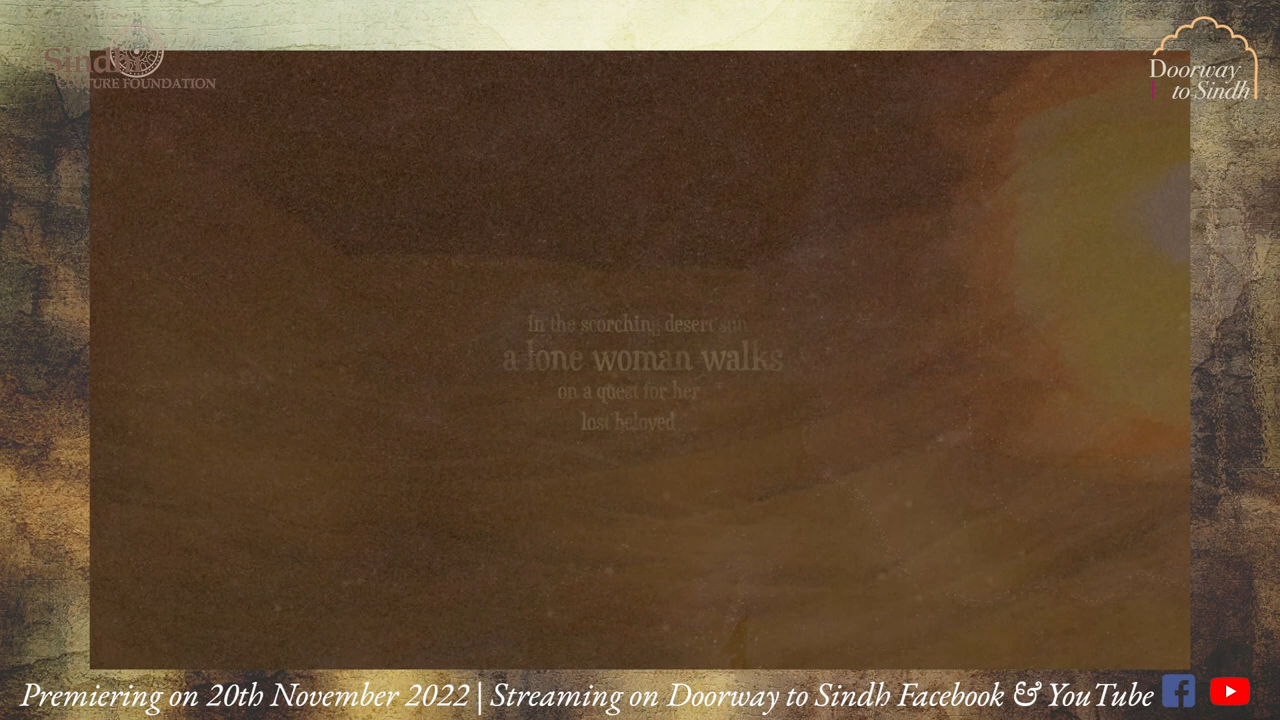 Sindhi
CULTURE FOUNDATION
Doorway
to Sindh
In the scorching desert sun
a lone woman walks
on a quest for her
lost beloved
Premiering on 20th November 2022 | Streaming on Doorway to Sindh Facebook & YouTube